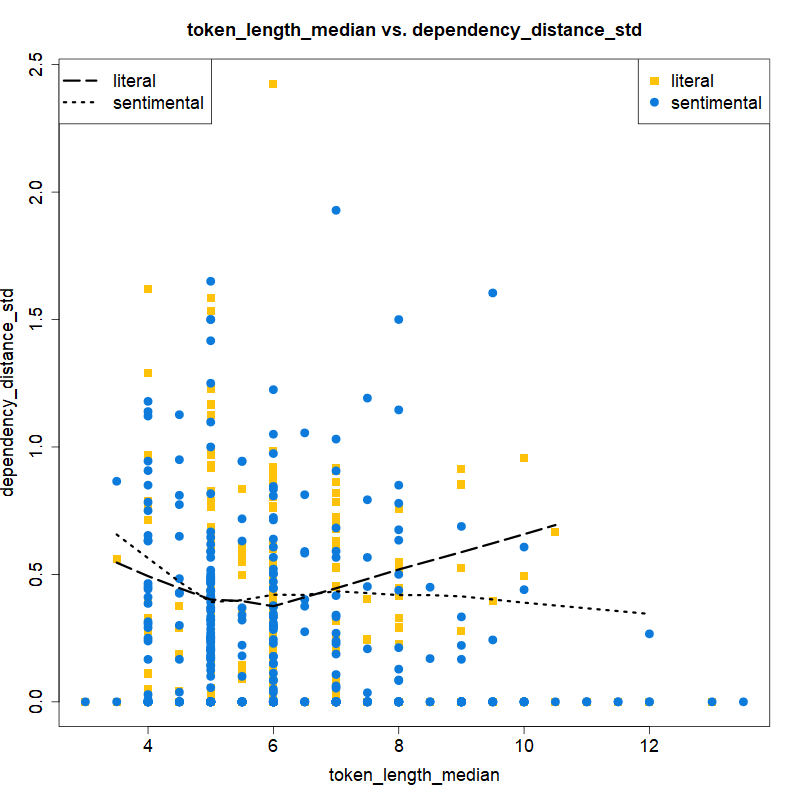 token_length_median vs. dependency_distance_std
literal
sentimental
literal
sentimental
dependency_distance_std
2.5
2.0
1.5
1.0
0.5
0.0
4 6 8 10 12
token_length_median